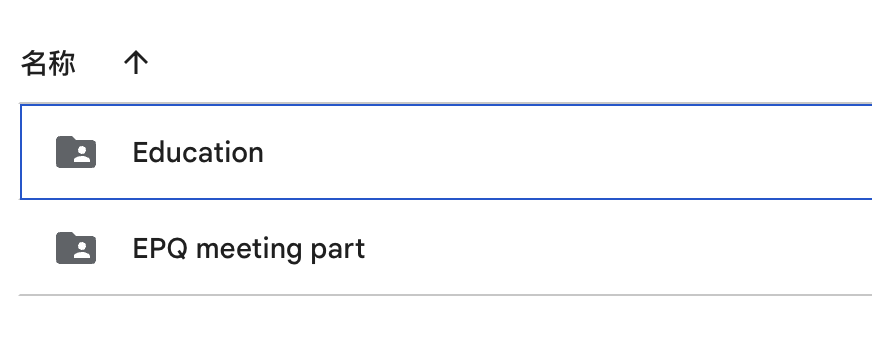 名称
Education
EPQ meeting part